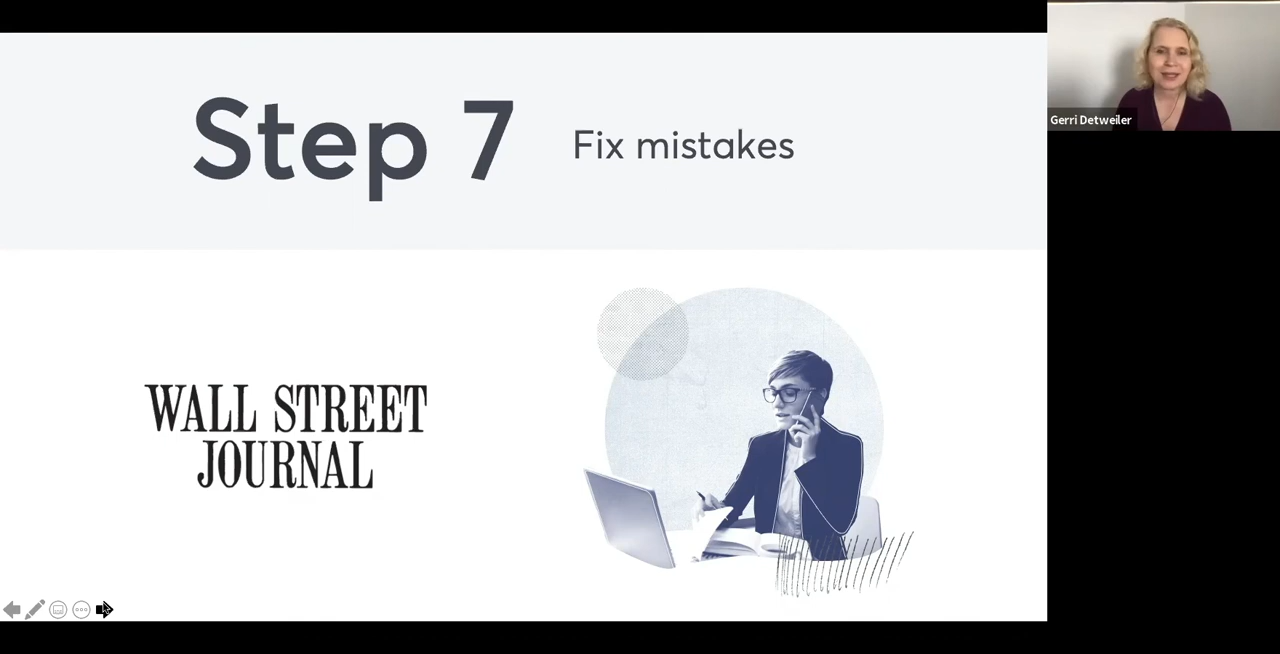 Step 7 Fix mistakes
WALL STREET
JOURNAL
Gerri Detweiler